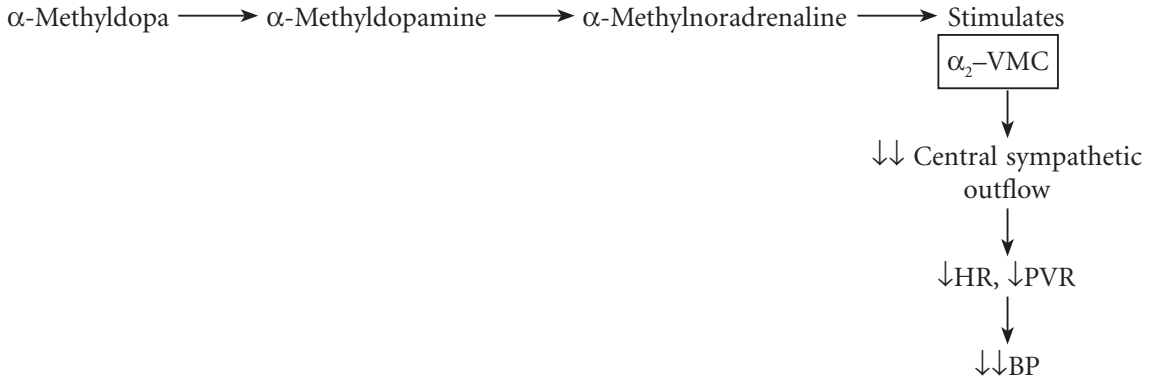 α-Methyldopa → α-Methyldopamine → α-Methylnoradrenaline → Stimulates
α₂–VMC
↓↓ Central sympathetic
outflow
↓HR, ↓PVR
↓↓BP